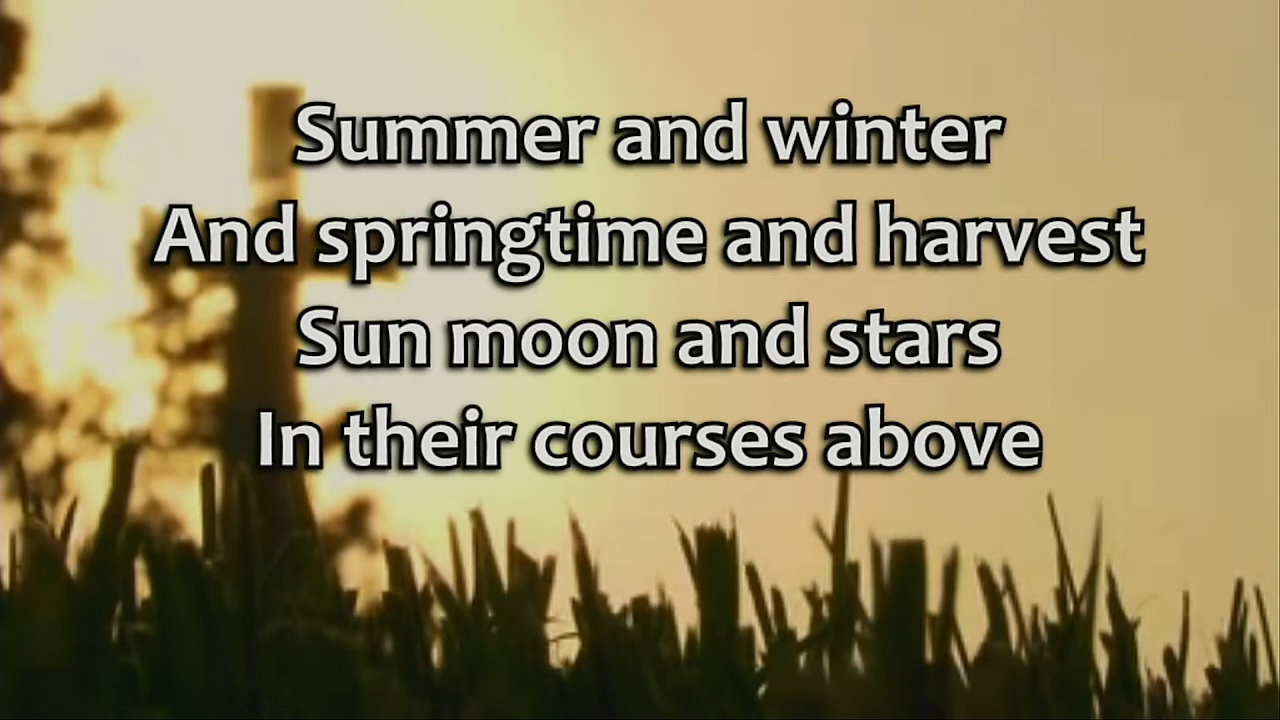 Summer and winter
And springtime and harvest
Sun moon and stars
In their courses above